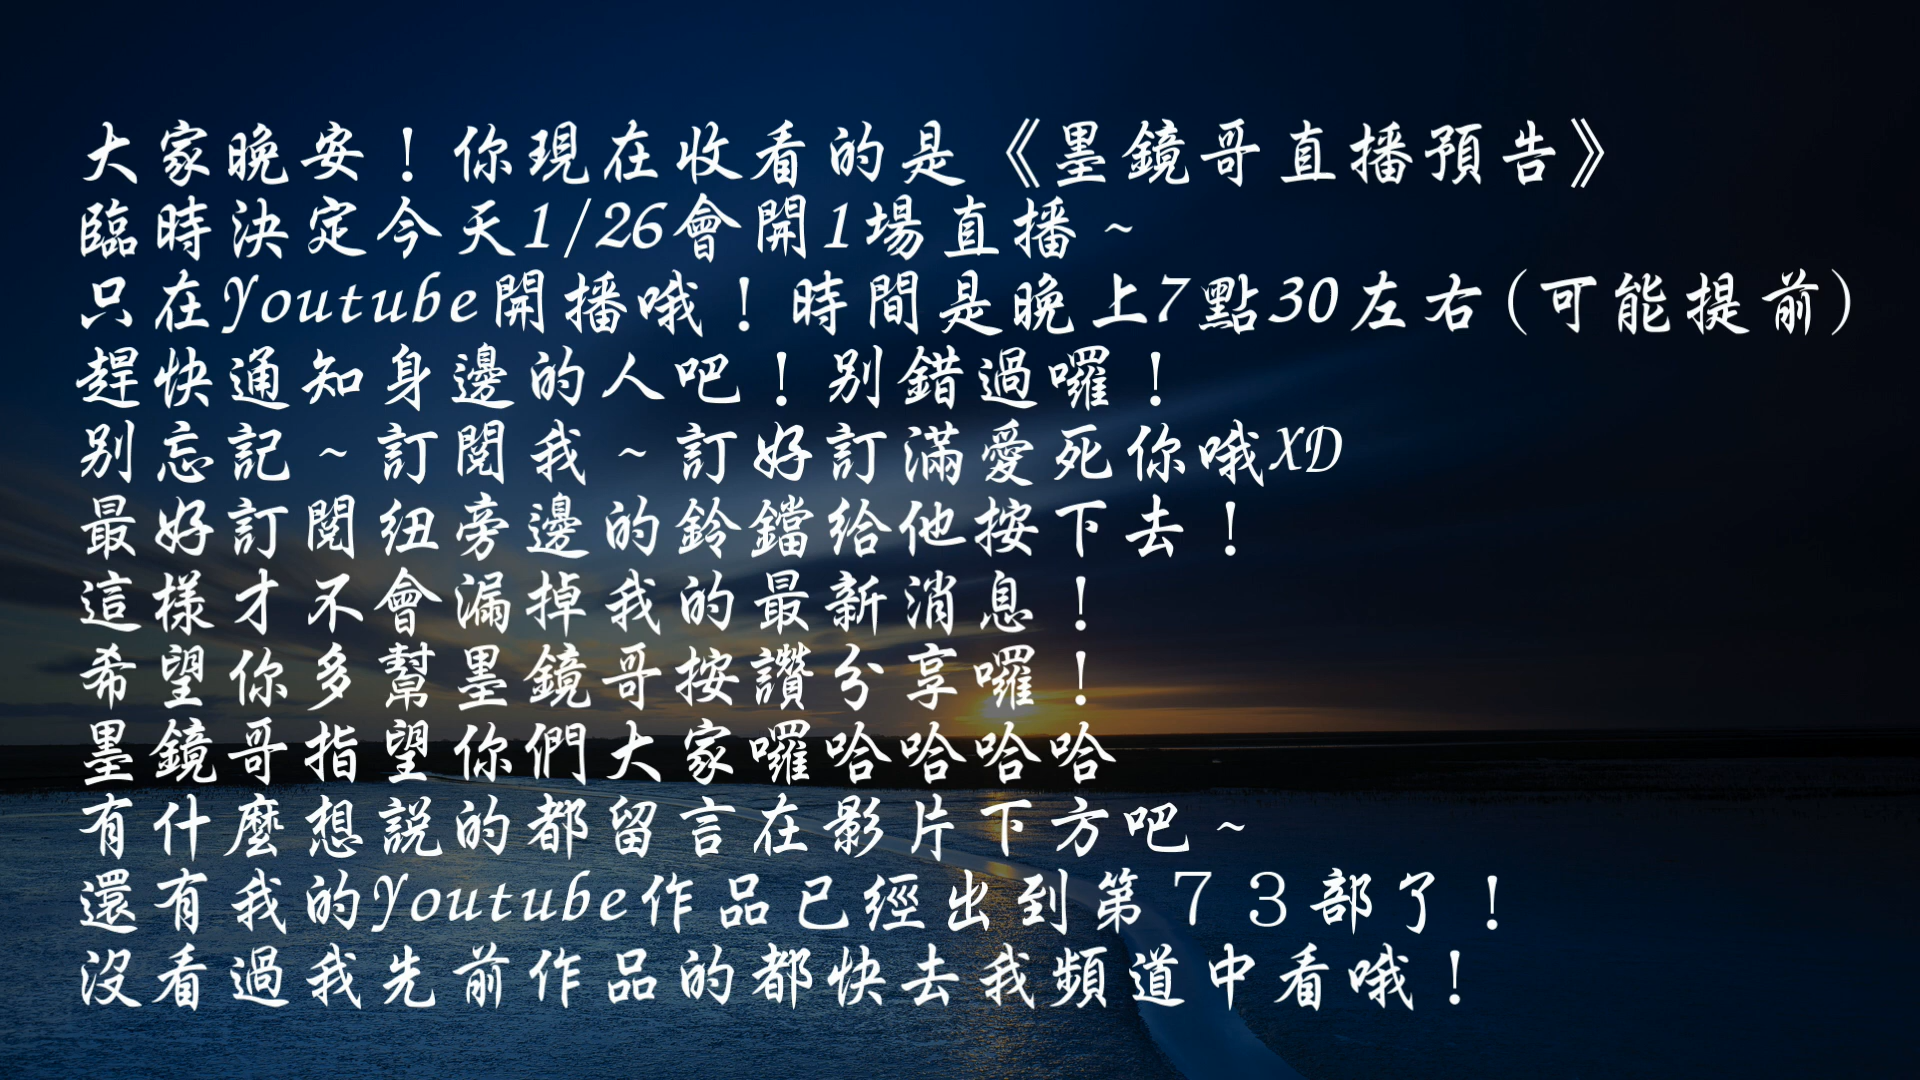 大家晚安！你現在收看的是《墨鏡哥直播預告》
臨時決定今天1/26會開1場直播~
只在Youtube開播哦！時間是晚上7點30左右(可能提前)
趕快通知身邊的人吧！別錯過囉！
別忘記~訂閱我~訂好訂滿愛死你哦XD
最好訂閱紐旁邊的鈴鐺給他按下去！
這樣才不會漏掉我的最新消息！
希望你多幫墨鏡哥按讚分享囉！
墨鏡哥指望你們大家囉哈哈哈哈
有什麼想説的都留言在影片下方吧~
還有我的Youtube作品已經出到第７３部了！
沒看過我先前作品的都快去我頻道中看哦！